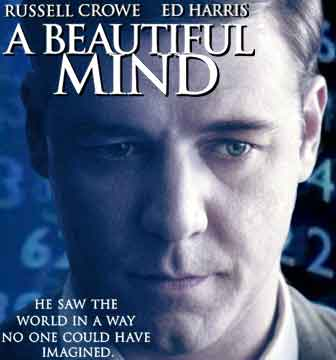 RUSSELL CROWE ED HARRIS
A BEAUTIFUL
MIND
HE SAW THE
WORLD IN A WAY
NO ONE COULD HAVE
IMAGINED.